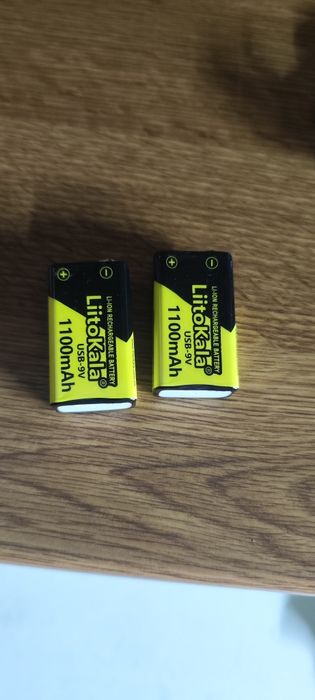 + -
LI-ION RECHARGEABLE BATTERY
LiitoKala®
USB-9V
1100mAh
+ -
LI-ION RECHARGEABLE BATTERY
LiitoKala®
USB-9V
1100mAh